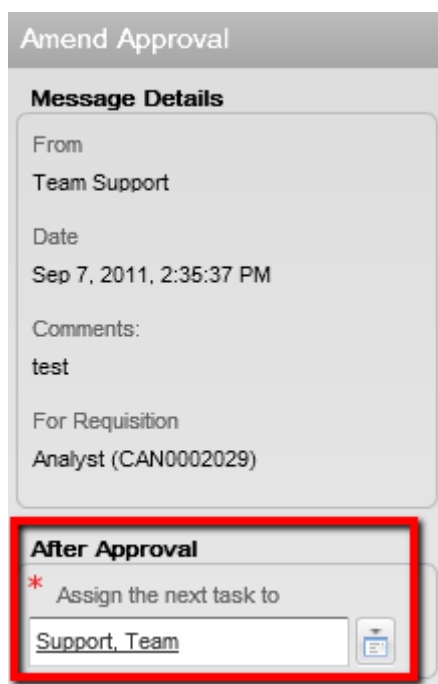 Amend Approval
Message Details
From
Team Support
Date
Sep 7, 2011, 2:35:37 PM
Comments:
test
For Requisition
Analyst (CAN0002029)
After Approval
* Assign the next task to
Support, Team